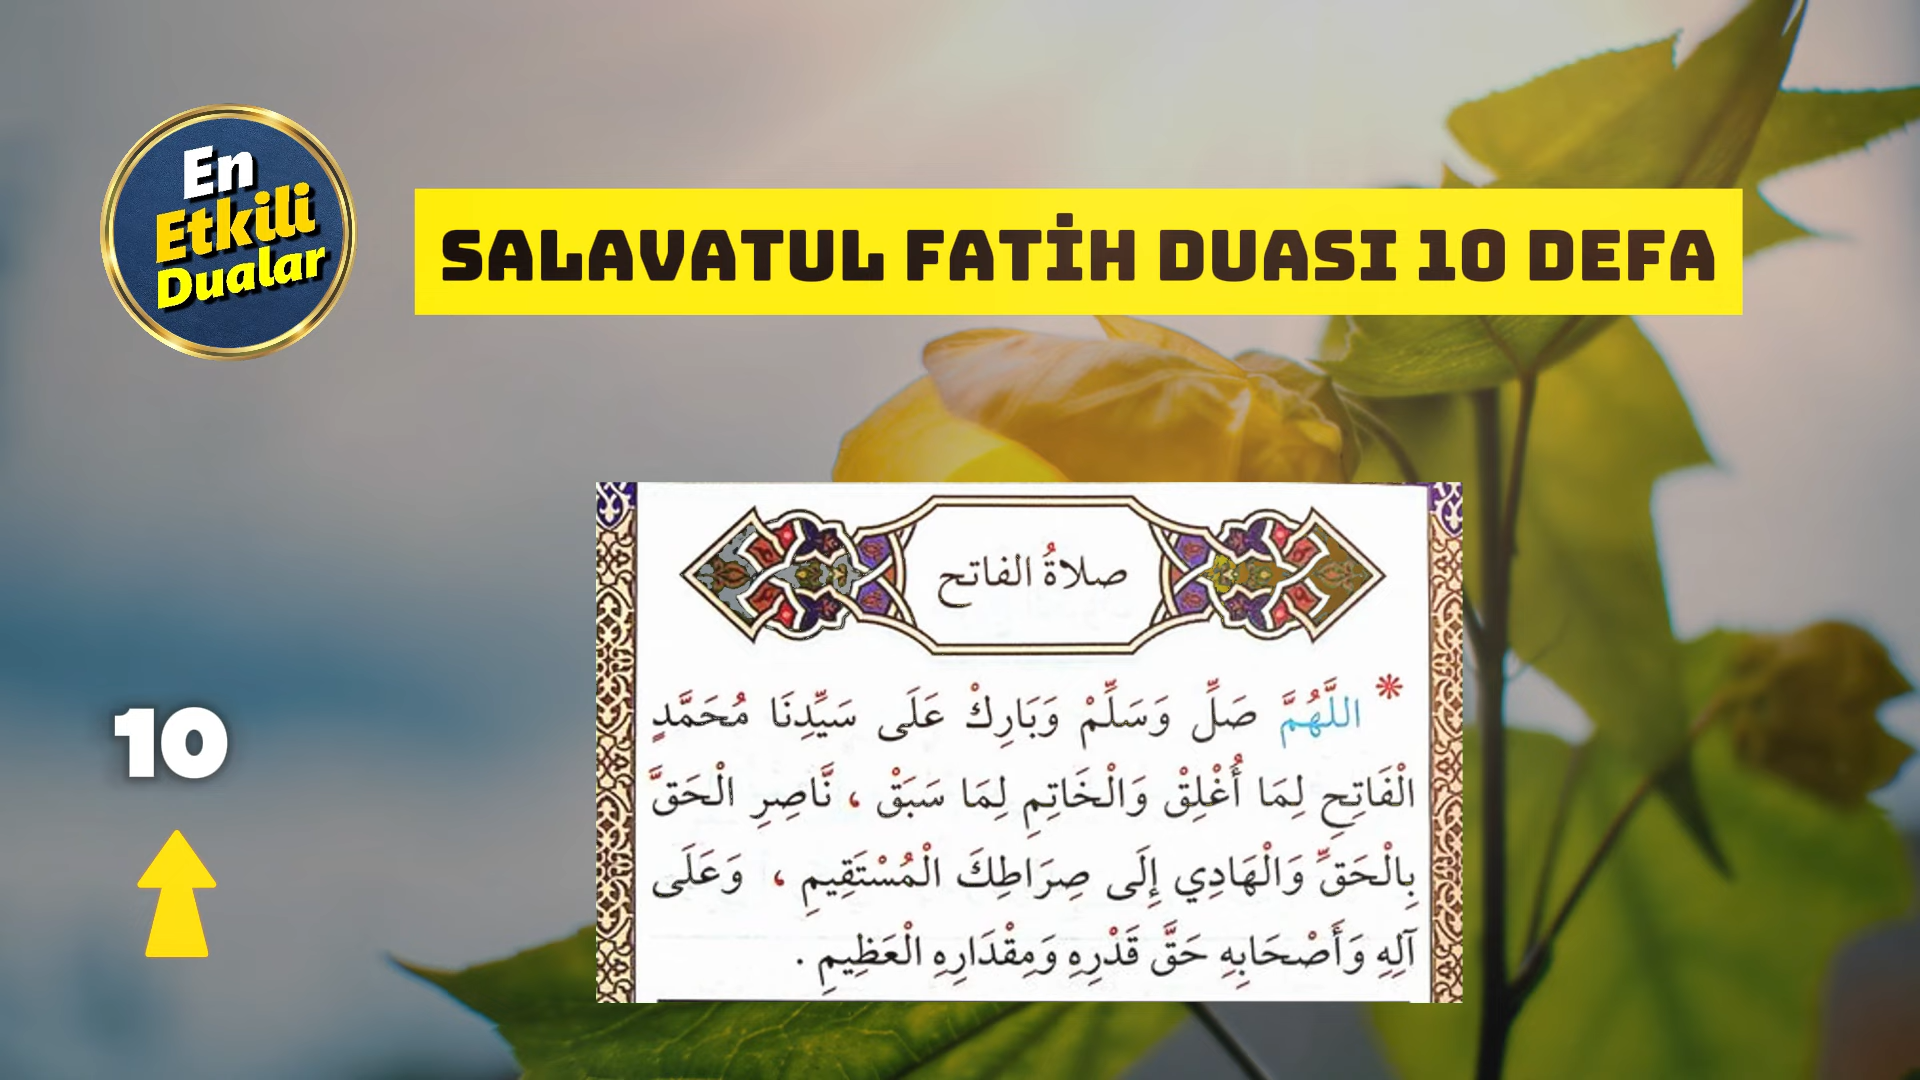 En
Etkili
Dualar
SALAVATUL FATİH DUASI 10 DEFA
صلاةُ الفاتح
* اللَّهُمَّ صَلِّ وَسَلِّمْ وَبَارِكْ عَلَى سَيِّدِنَا مُحَمَّدٍ
الْفَاتِحِ لِمَا أُغْلِقْ وَالْخَاتِمِ لِمَا سَبَقْ ، نَّاصِرِ الْحَقَّ
بِالْحَقِّ وَالْهَادِي إِلَى صِرَاطِكَ الْمُسْتَقِيمِ ، وَعَلَى
آلِهِ وَأَصْحَابِهِ حَقَّ قَدْرِهِ وَمِقْدَارِهِ الْعَظِيمِ .
10